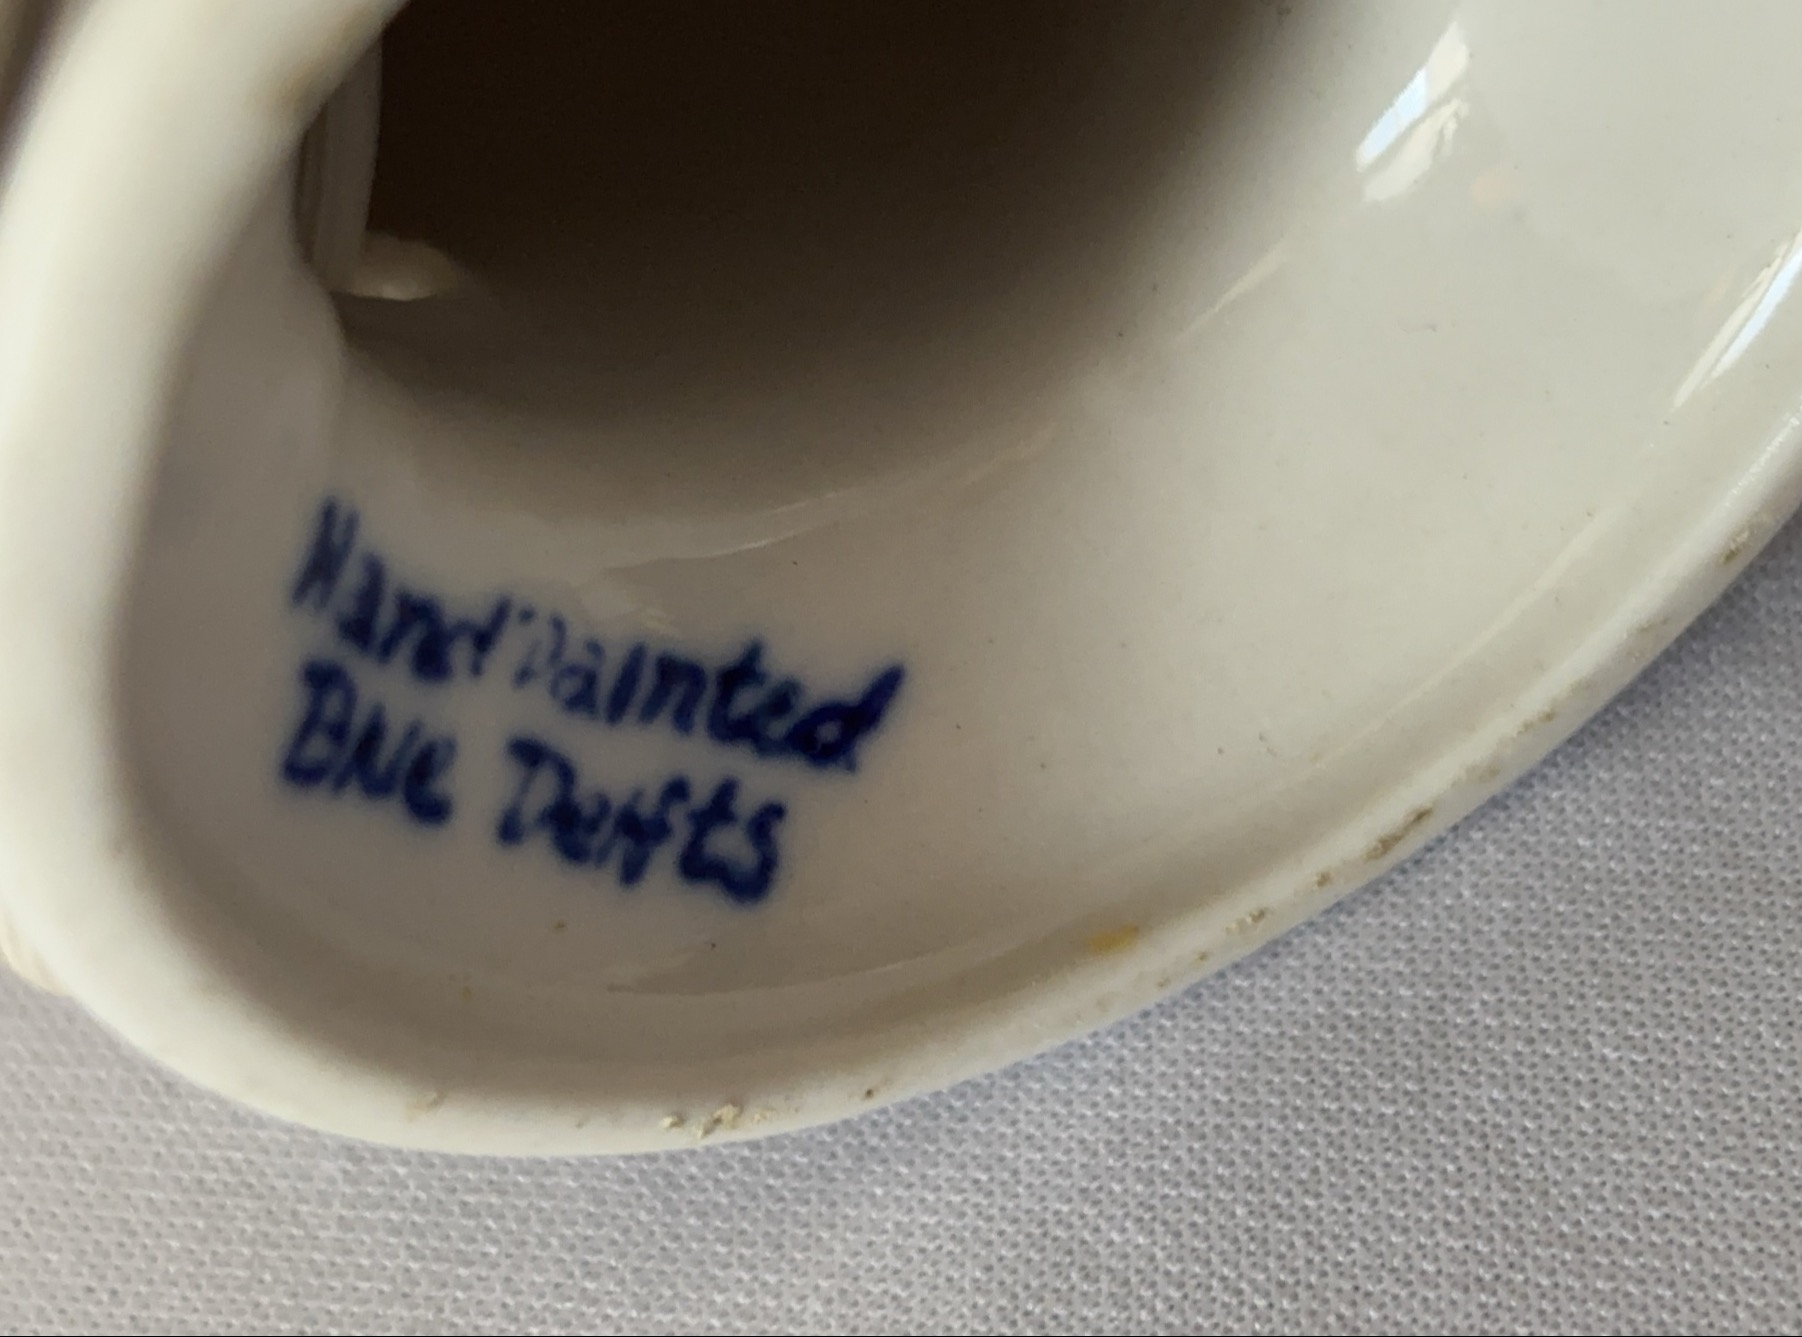 Hand Painted
Blue Delfts